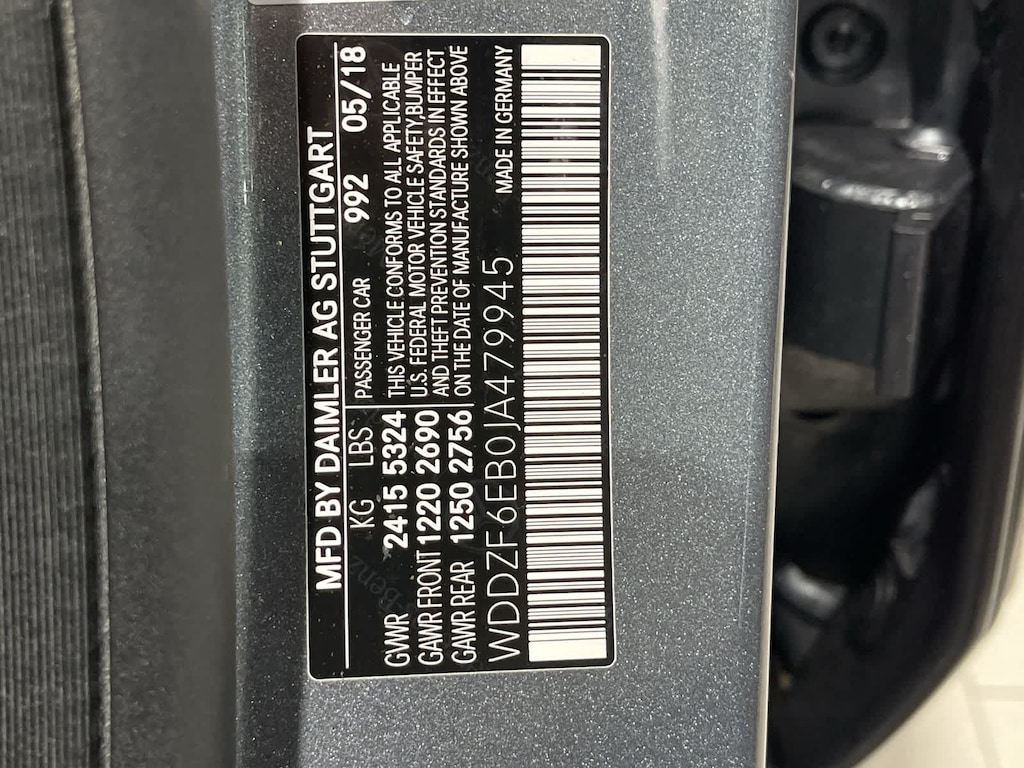 MFD BY DAIMLER AG STUTTGART
KG LBS PASSENGER CAR 992 05/18
GVWR 2415 5324 THIS VEHICLE CONFORMS TO ALL APPLICABLE
U.S. FEDERAL MOTOR VEHICLE SAFETY,BUMPER
GAWR FRONT 1220 2690 AND THEFT PREVENTION STANDARDS IN EFFECT
GAWR REAR 1250 2756 ON THE DATE OF MANUFACTURE SHOWN ABOVE
WDDZF6EB0JA479945 MADE IN GERMANY